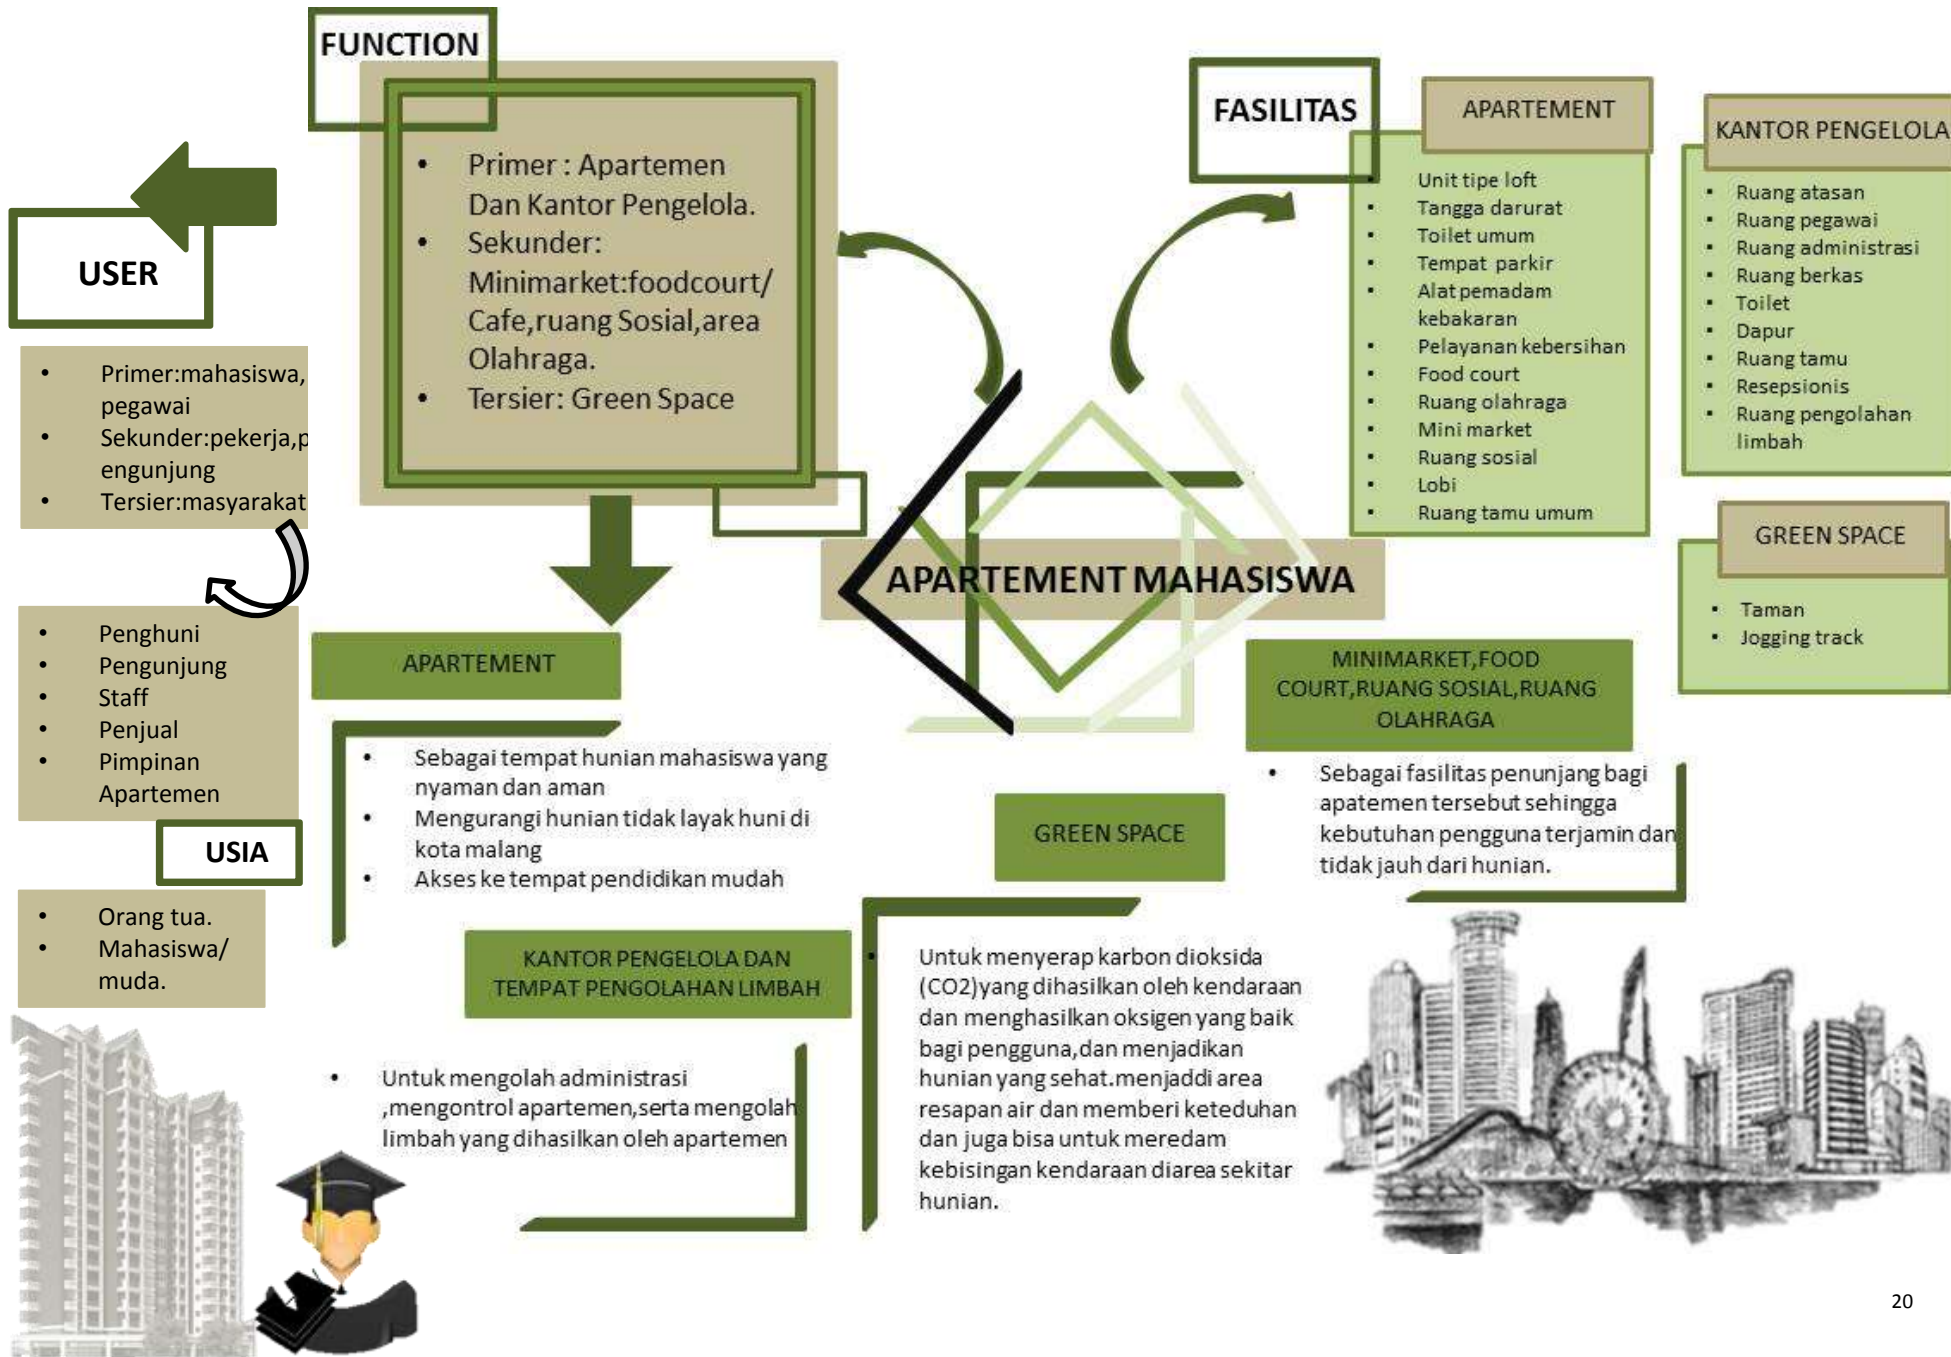 FUNCTION
• Primer : Apartemen
Dan Kantor Pengelola.
• Sekunder:
Minimarket:foodcourt/
Cafe,ruang Sosial,area
Olahraga.
• Tersier: Green Space
USER
• Primer:mahasiswa,
pegawai
• Sekunder:pekerja,p
engunjung
• Tersier:masyarakat
• Penghuni
• Pengunjung
• Staff
• Penjual
• Pimpinan
Apartemen
USIA
• Orang tua.
• Mahasiswa/
muda.
FASILITAS
APARTEMENT
• Unit tipe loft
• Tangga darurat
• Toilet umum
• Tempat parkir
• Alat pemadam
kebakaran
• Pelayanan kebersihan
• Food court
• Ruang olahraga
• Mini market
• Ruang sosial
• Lobi
• Ruang tamu umum
KANTOR PENGELOLA
• Ruang atasan
• Ruang pegawai
• Ruang administrasi
• Ruang berkas
• Toilet
• Dapur
• Ruang tamu
• Resepsionis
• Ruang pengolahan
limbah
GREEN SPACE
• Taman
• Jogging track
APARTEMENT MAHASISWA
APARTEMENT
• Sebagai tempat hunian mahasiswa yang
nyaman dan aman
• Mengurangi hunian tidak layak huni di
kota malang
• Akses ke tempat pendidikan mudah
KANTOR PENGELOLA DAN
TEMPAT PENGOLAHAN LIMBAH
• Untuk mengolah administrasi
,mengontrol apartemen,serta mengolah
limbah yang dihasilkan oleh apartemen
GREEN SPACE
• Untuk menyerap karbon dioksida
(CO2)yang dihasilkan oleh kendaraan
dan menghasilkan oksigen yang baik
bagi pengguna,dan menjadikan
hunian yang sehat.menjaddi area
resapan air dan memberi keteduhan
dan juga bisa untuk meredam
kebisingan kendaraan diarea sekitar
hunian.
MINIMARKET,FOOD
COURT,RUANG SOSIAL,RUANG
OLAHRAGA
• Sebagai fasilitas penunjang bagi
apatemen tersebut sehingga
kebutuhan pengguna terjamin dan
tidak jauh dari hunian.
20